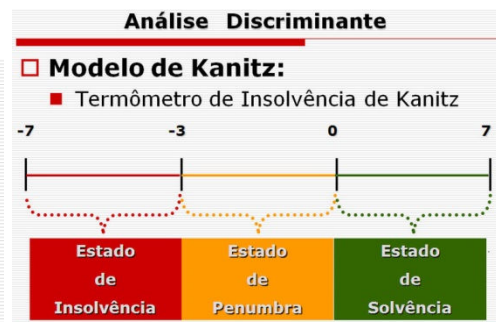 Análise Discriminante
Modelo de Kanitz:
Termômetro de Insolvência de Kanitz
-7 -3 0 7
Estado Estado Estado
de de de
Insolvência Penumbra Solvência